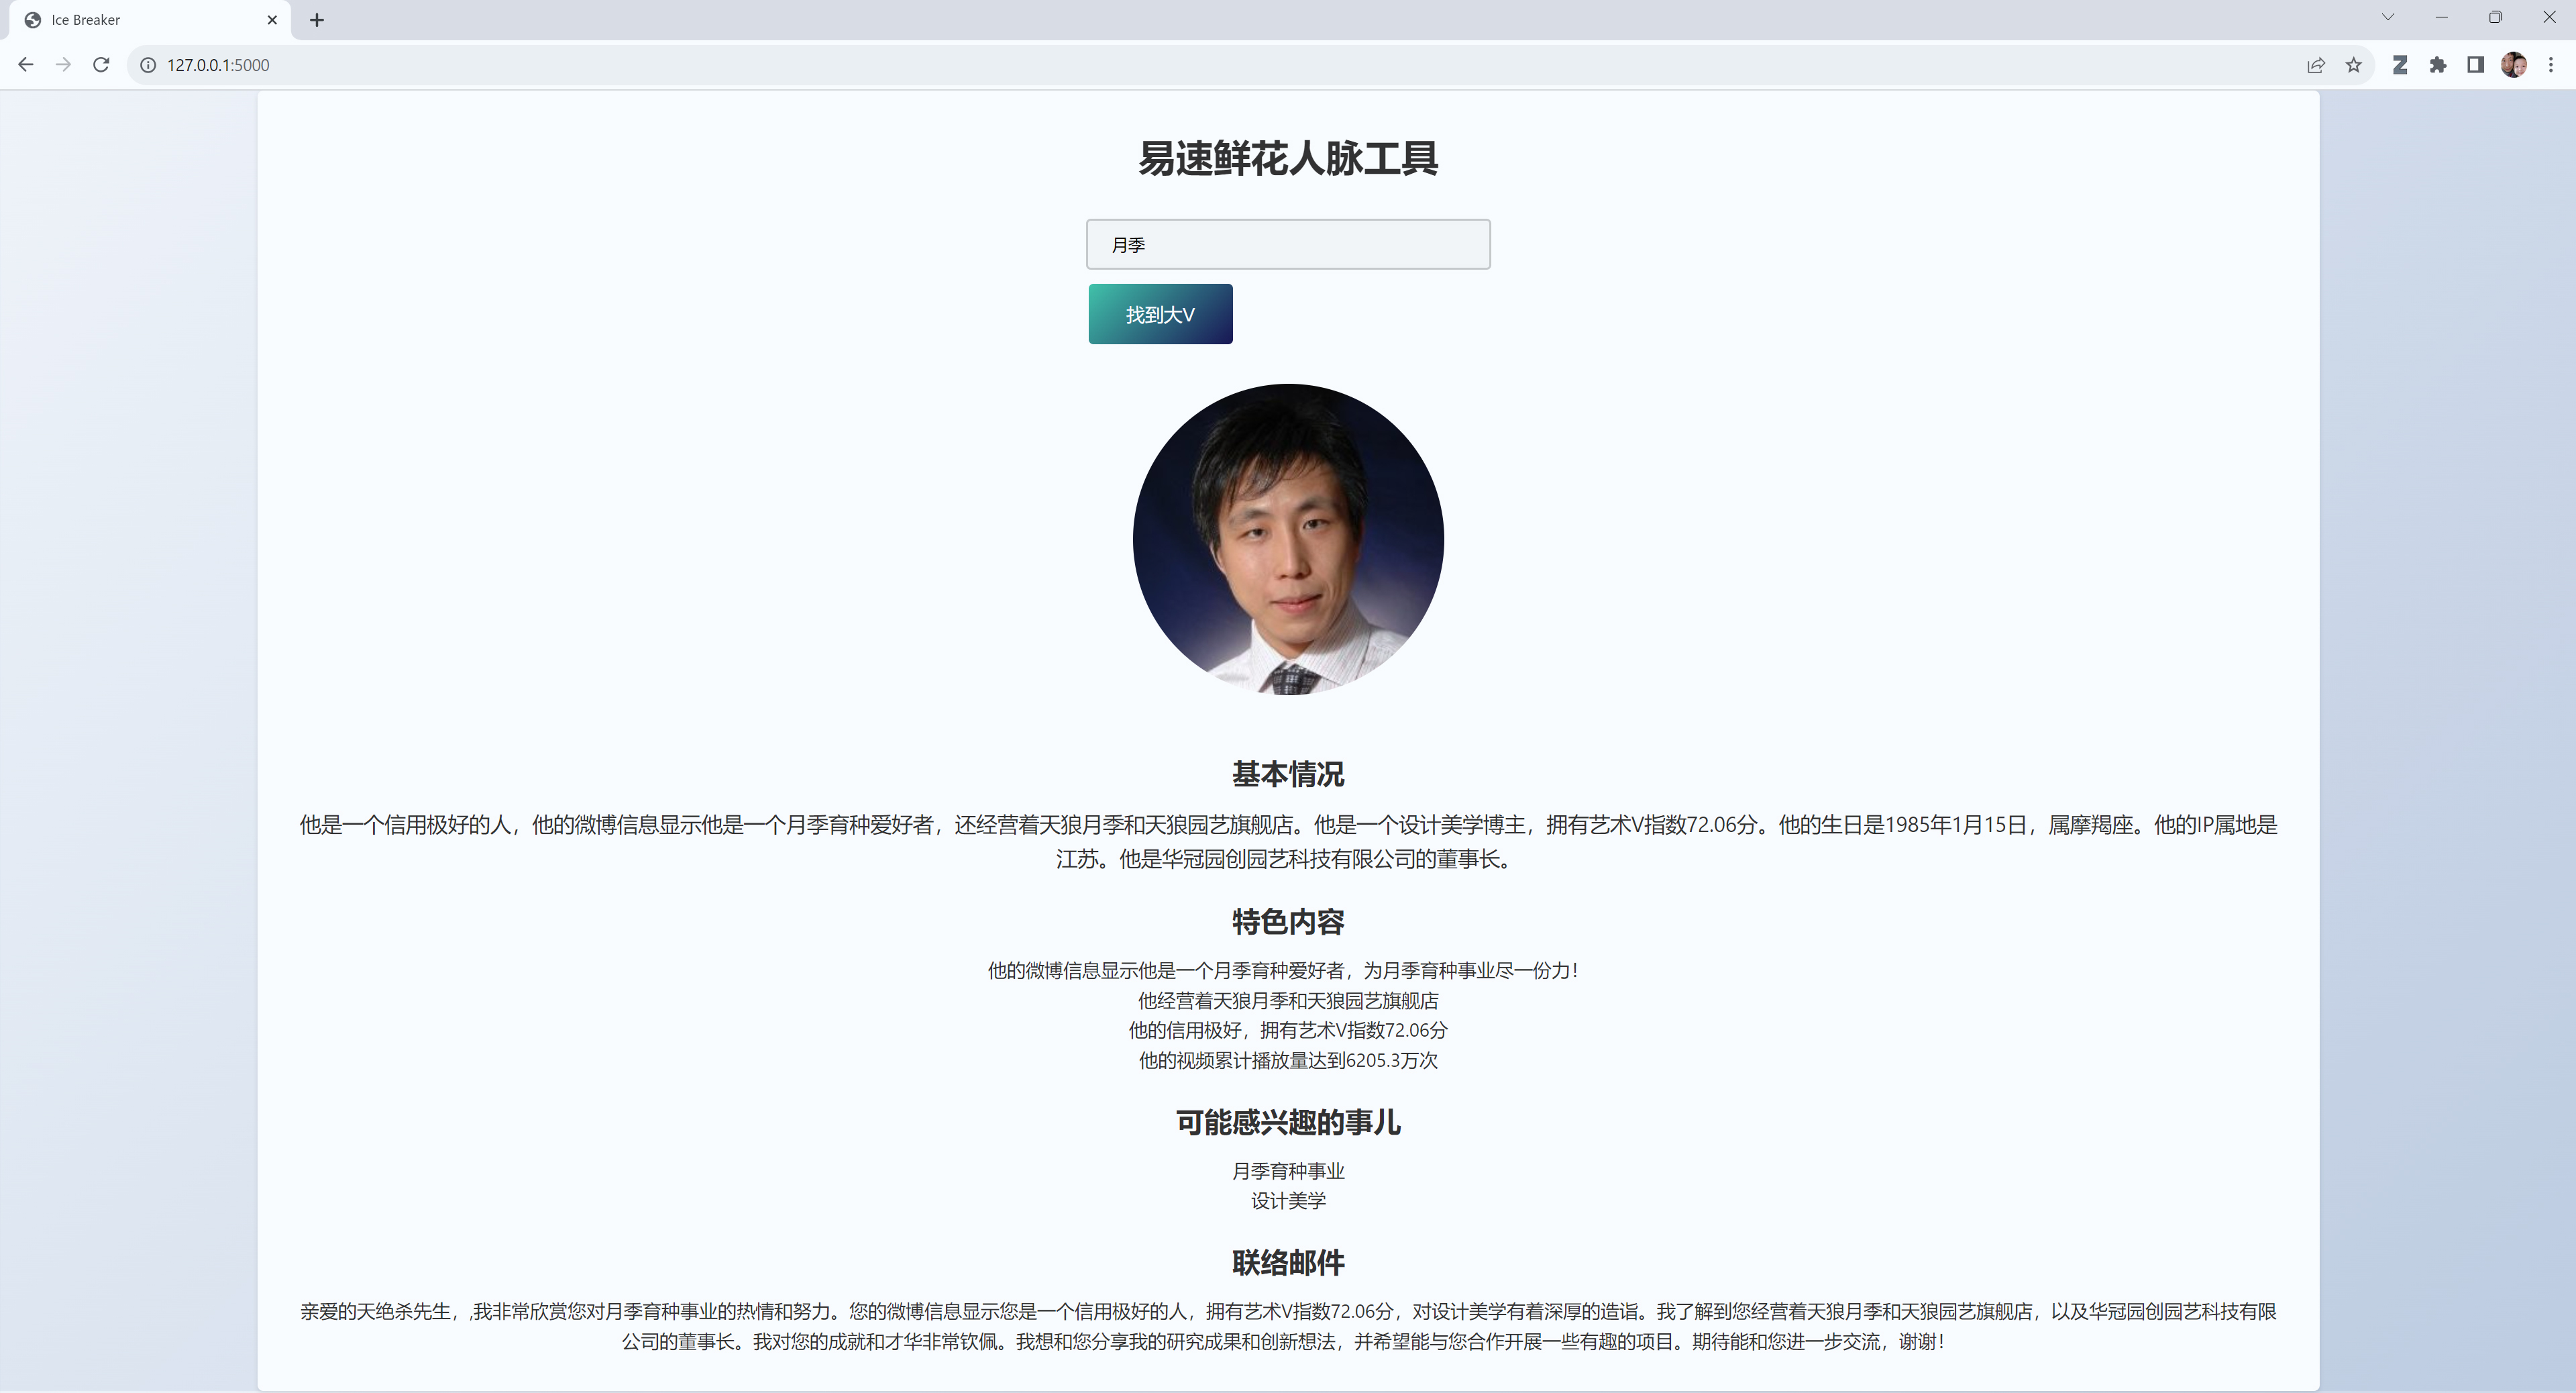 Ice Breaker
127.0.0.1:5000
易速鲜花人脉工具
月季
找到大V
基本情况
他是一个信用极好的人，他的微博信息显示他是一个月季育种爱好者，还经营着天狼月季和天狼园艺旗舰店。他是一个设计美学博主，拥有艺术V指数72.06分。他的生日是1985年1月15日，属摩羯座。他的IP属地是
江苏。他是华冠园创园艺科技有限公司的董事长。
特色内容
他的微博信息显示他是一个月季育种爱好者，为月季育种事业尽一份力！
他经营着天狼月季和天狼园艺旗舰店
他的信用极好，拥有艺术V指数72.06分
他的视频累计播放量达到6205.3万次
可能感兴趣的事儿
月季育种事业
设计美学
联络邮件
亲爱的天绝杀先生，,我非常欣赏您对月季育种事业的热情和努力。您的微博信息显示您是一个信用极好的人，拥有艺术V指数72.06分，对设计美学有着深厚的造诣。我了解到您经营着天狼月季和天狼园艺旗舰店，以及华冠园创园艺科技有限
公司的董事长。我对您的成就和才华非常钦佩。我想和您分享我的研究成果和创新想法，并希望能与您合作开展一些有趣的项目。期待能和您进一步交流，谢谢！